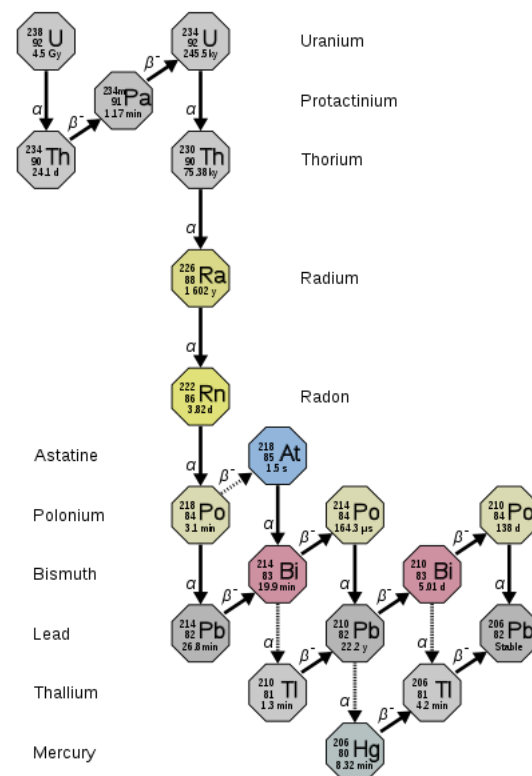 238 92 U 4.5 Gy
234 92 U 245.5 ky
Uranium
β⁻
α
α
234m 91 Pa 1.17 min
Protactinium
β⁻
234 90 Th 24.1 d
230 90 Th 75.38 ky
Thorium
α
226 88 Ra 1 602 y
Radium
α
222 86 Rn 3.82 d
Radon
α
Astatine
β⁻
218 85 At 1.5 s
Polonium
218 84 Po 3.1 min
214 84 Po 164.3 µs
210 84 Po 138 d
α
α
β⁻
α
β⁻
α
Bismuth
214 83 Bi 19.9 min
210 83 Bi 5.01 d
β⁻
β⁻
Lead
214 82 Pb 26.8 min
210 82 Pb 22.2 y
206 82 Pb Stable
α
β⁻
α
β⁻
Thallium
210 81 Tl 1.3 min
206 81 Tl 4.2 min
α
β⁻
Mercury
206 80 Hg 8.32 min